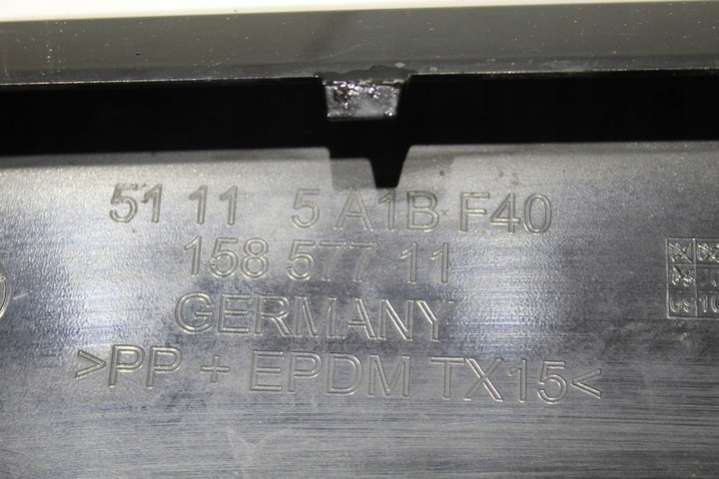 51 11 5 A1B F40
158 577 11
GERMANY
>PP + EPDM TX15<